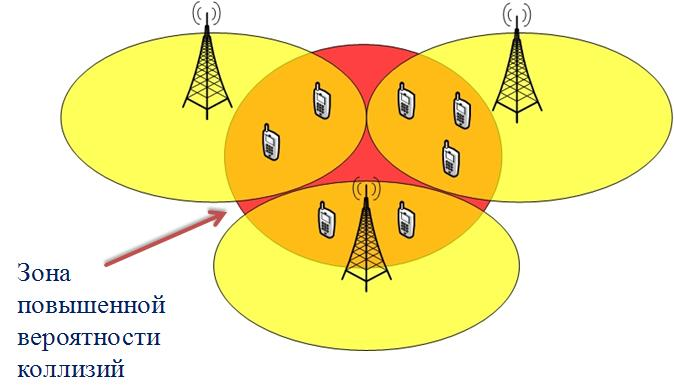 Зона
повышенной
вероятности
коллизий